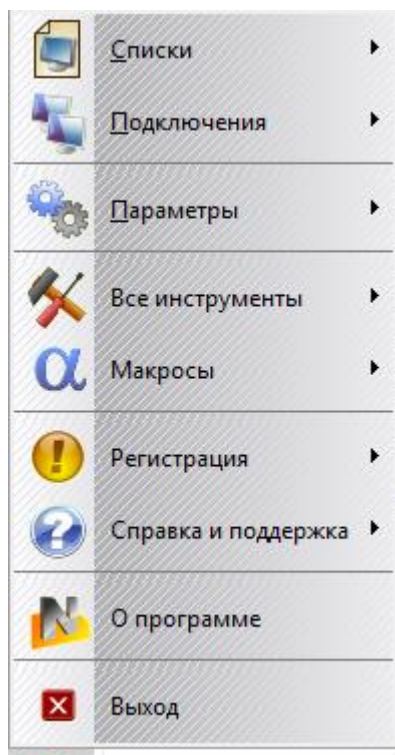 Списки
Подключения
Параметры
Все инструменты
Макросы
Регистрация
Справка и поддержка
О программе
Выход